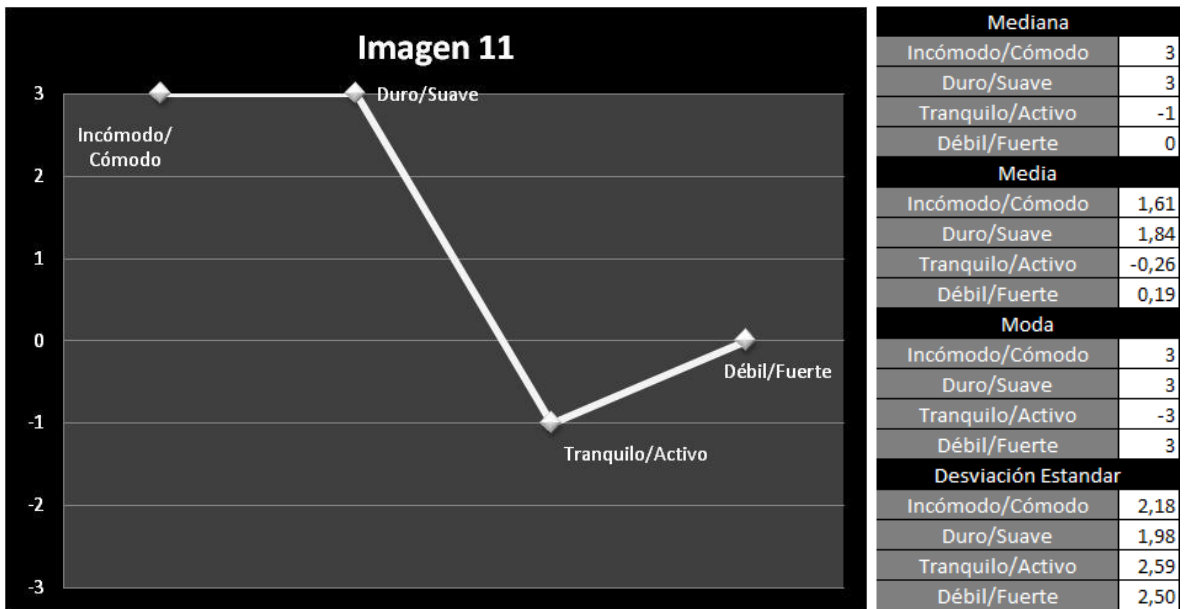 Imagen 11
3
2
1
0
-1
-2
-3
Incómodo/
Cómodo
Duro/Suave
Tranquilo/Activo
Débil/Fuerte
Mediana
Incómodo/Cómodo 3
Duro/Suave 3
Tranquilo/Activo -1
Débil/Fuerte 0
Media
Incómodo/Cómodo 1,61
Duro/Suave 1,84
Tranquilo/Activo -0,26
Débil/Fuerte 0,19
Moda
Incómodo/Cómodo 3
Duro/Suave 3
Tranquilo/Activo -3
Débil/Fuerte 3
Desviación Estandar
Incómodo/Cómodo 2,18
Duro/Suave 1,98
Tranquilo/Activo 2,59
Débil/Fuerte 2,50